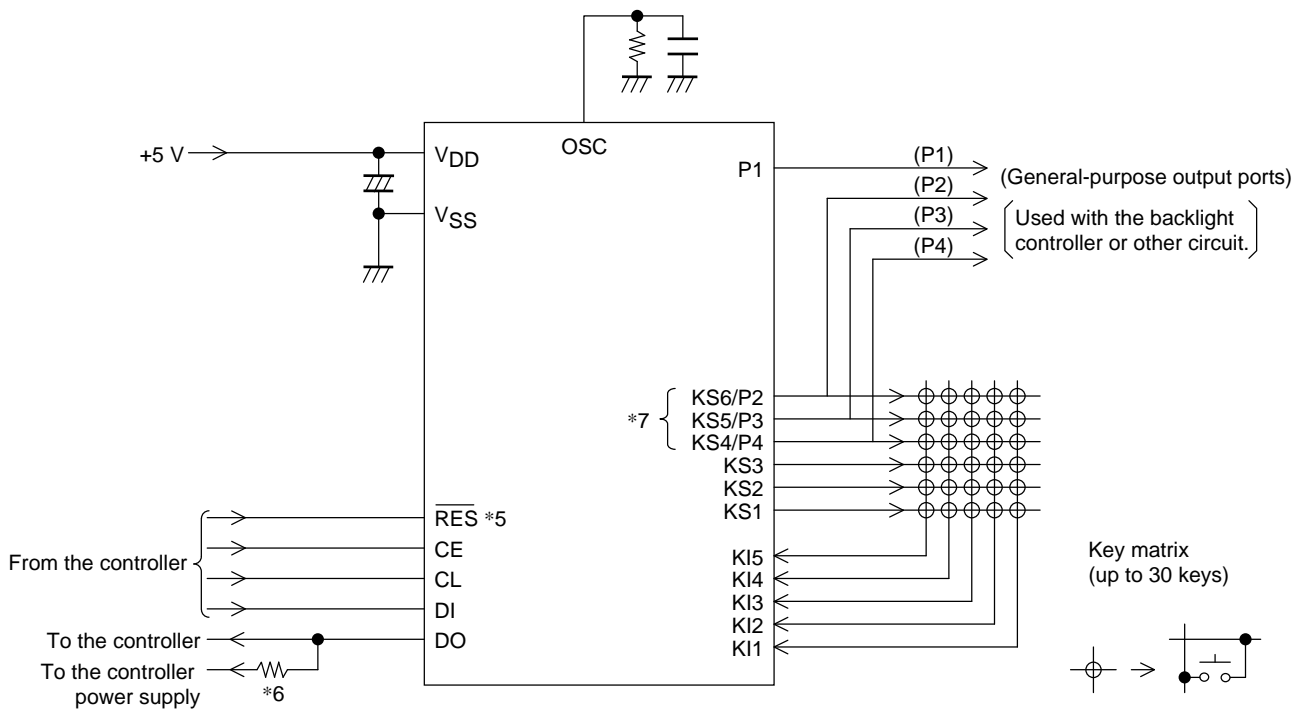 OSC
+5 V
VDD
VSS
P1
(P1)
(P2)
(P3)
(P4)
(General-purpose output ports)
Used with the backlight
controller or other circuit.
*7
KS6/P2
KS5/P3
KS4/P4
KS3
KS2
KS1
KI5
KI4
KI3
KI2
KI1
From the controller
RES *5
CE
CL
DI
DO
To the controller
To the controller
power supply
*6
Key matrix
(up to 30 keys)